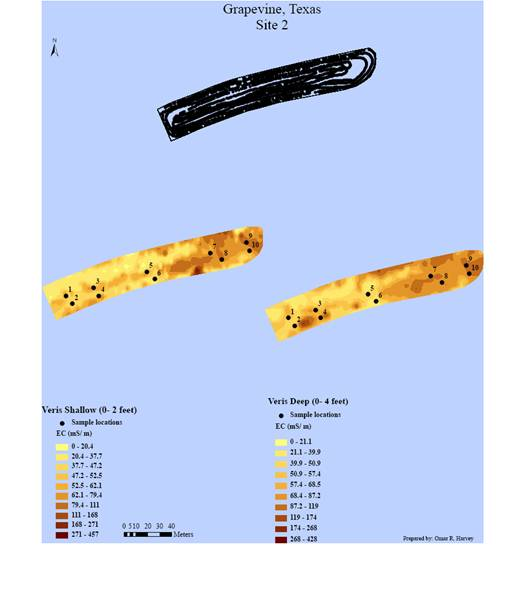 Grapevine, Texas
Site 2
N
1
2
3
4
5
6
7
8
9
10
1
2
3
4
5
6
7
8
9
10
Veris Shallow (0- 2 feet)
Sample locations
EC (mS/ m)
0 - 20.4
20.4 - 37.7
37.7 - 47.2
47.2 - 52.5
52.5 - 62.1
62.1 - 79.4
79.4 - 111
111 - 168
168 - 271
271 - 457
0 5 10 20 30 40
Meters
Veris Deep (0- 4 feet)
Sample locations
EC (mS/ m)
0 - 21.1
21.1 - 39.9
39.9 - 50.9
50.9 - 57.4
57.4 - 68.5
68.4 - 87.2
87.2 - 119
119 - 174
174 - 268
268 - 428
Prepared by: Omar R. Harvey